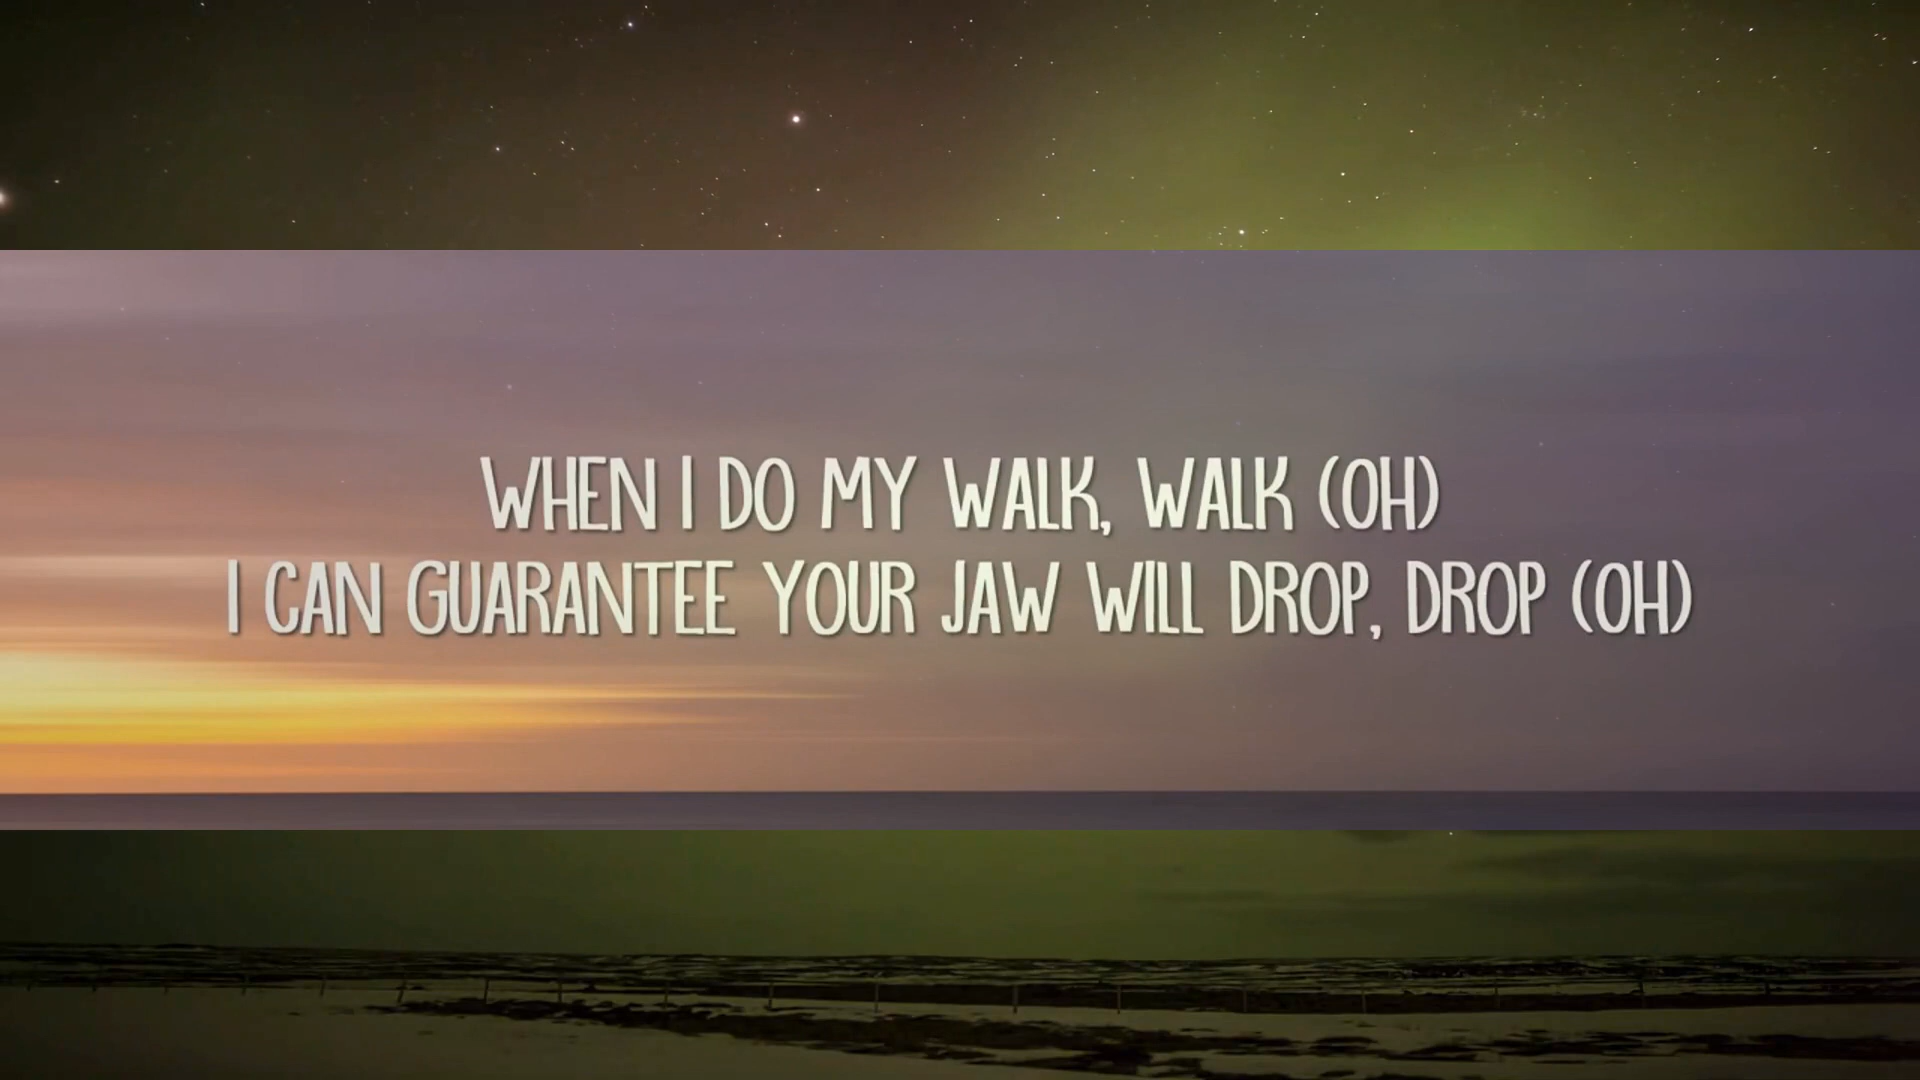 WHEN I DO MY WALK, WALK (OH)
I CAN GUARANTEE YOUR JAW WILL DROP, DROP (OH)